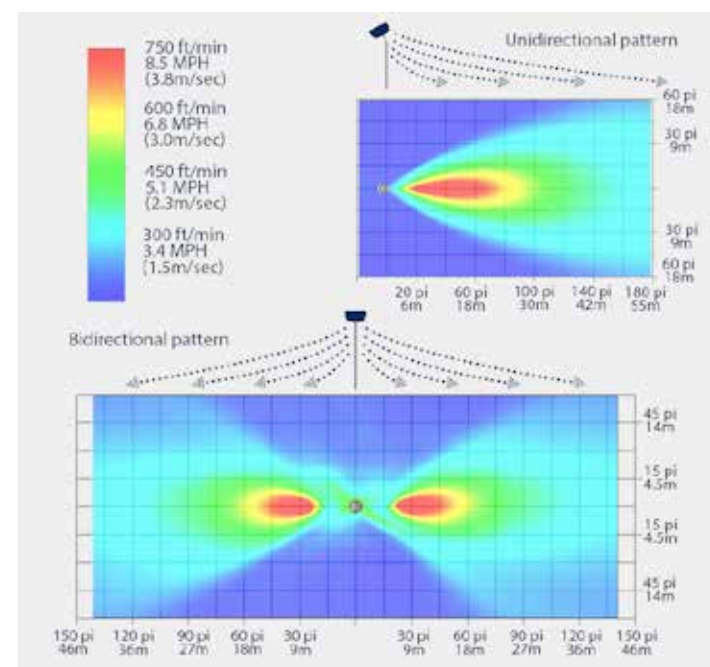 750 ft/min
8.5 MPH
(3.8m/sec)
600 ft/min
6.8 MPH
(3.0m/sec)
450 ft/min
5.1 MPH
(2.3m/sec)
300 ft/min
3.4 MPH
(1.5m/sec)
Unidirectional pattern
60 pi
18m
30 pi
9m
30 pi
9m
60 pi
18m
20 pi 60 pi 100 pi 140 pi 180 pi
6m 18m 30m 42m 55m
Bidirectional pattern
45 pi
14m
15 pi
4.5m
15 pi
4.5m
45 pi
14m
150 pi 120 pi 90 pi 60 pi 30 pi 30 pi 60 pi 90 pi 120 pi 150 pi
46m 36m 27m 18m 9m 9m 18m 27m 36m 46m